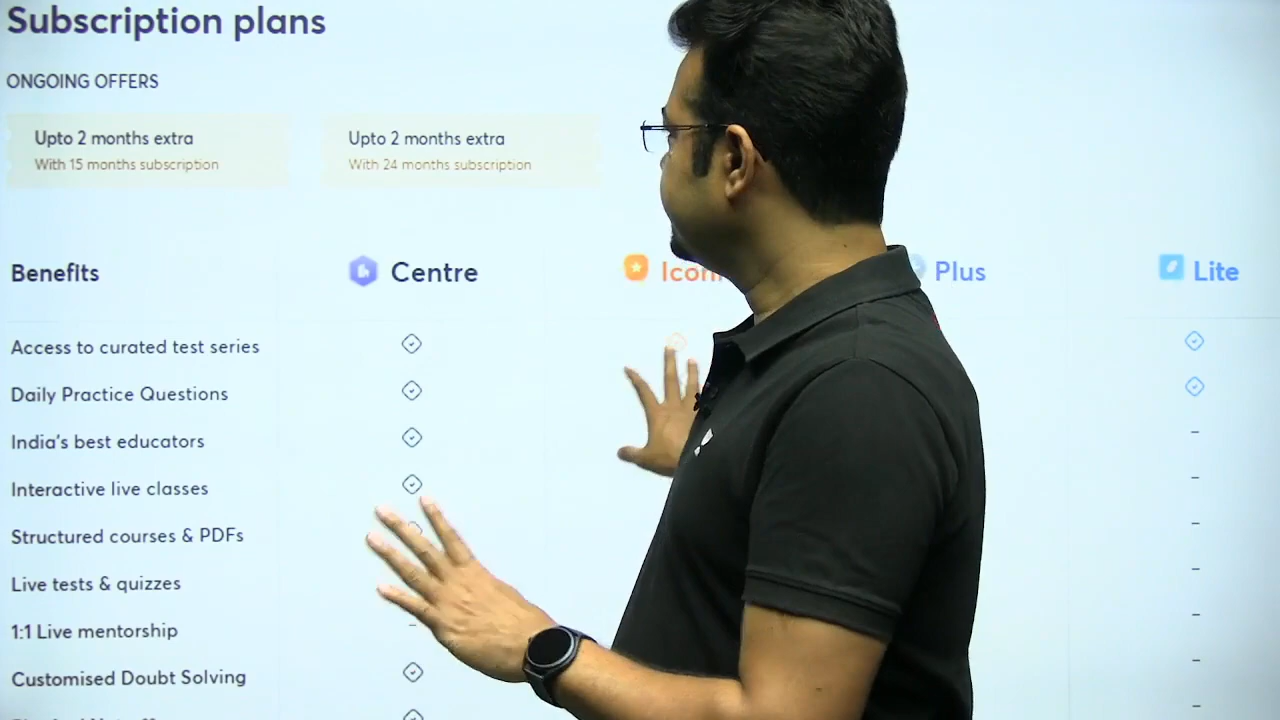 Subscription plans
ONGOING OFFERS
Upto 2 months extra
With 15 months subscription
Upto 2 months extra
With 24 months subscription
Benefits
Centre
Plus
Lite
Access to curated test series
Daily Practice Questions
India's best educators
Interactive live classes
Structured courses & PDFs
Live tests & quizzes
1:1 Live mentorship
Customised Doubt Solving